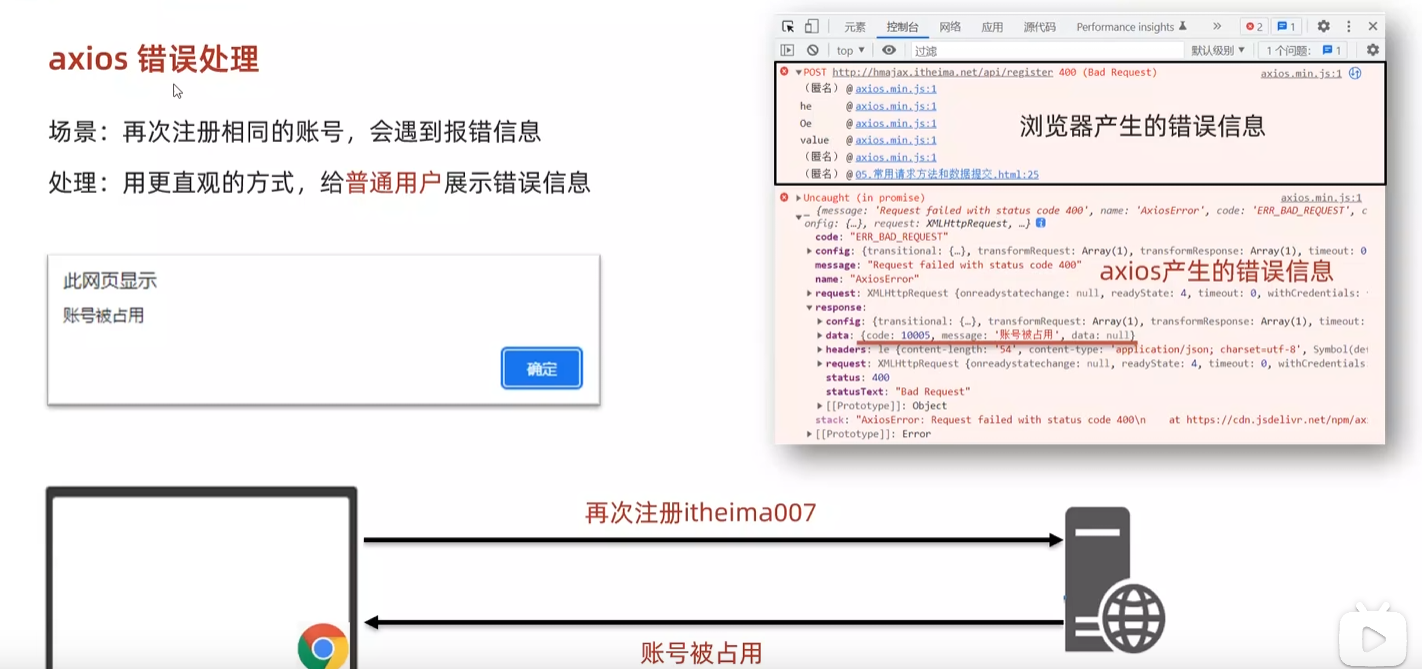 axios 错误处理
场景：再次注册相同的账号，会遇到报错信息
处理：用更直观的方式，给普通用户展示错误信息
此网页显示
账号被占用
确定
元素 控制台 网络 应用 源代码 Performance insights » 2 1
top ▼ 过滤 默认级别 ▼ 1 个问题: 1
▼POST http://hmajax.itheima.net/api/register 400 (Bad Request) axios.min.js:1
（匿名） @ axios.min.js:1
he @ axios.min.js:1
Oe @ axios.min.js:1
value @ axios.min.js:1
（匿名） @ axios.min.js:1
（匿名） @ 05.常用请求方法和数据提交.html:25
浏览器产生的错误信息
▶Uncaught (in promise) axios.min.js:1
▼ _ {message: 'Request failed with status code 400', name: 'AxiosError', code: 'ERR_BAD_REQUEST', c
onfig: {…}, request: XMLHttpRequest, …}
code: "ERR_BAD_REQUEST"
▶config: {transitional: {…}, transformRequest: Array(1), transformResponse: Array(1), timeout: 0
message: "Request failed with status code 400"
axios产生的错误信息
name: "AxiosError"
▶request: XMLHttpRequest {onreadystatechange: null, readyState: 4, timeout: 0, withCredentials:
▼response:
▶config: {transitional: {…}, transformRequest: Array(1), transformResponse: Array(1), timeout:
▶data: {code: 10005, message: '账号被占用', data: null}
▶headers: le {content-length: '54', content-type: 'application/json; charset=utf-8', Symbol(de
▶request: XMLHttpRequest {onreadystatechange: null, readyState: 4, timeout: 0, withCredentials
status: 400
statusText: "Bad Request"
▶[[Prototype]]: Object
stack: "AxiosError: Request failed with status code 400\n    at https://cdn.jsdelivr.net/npm/ax
▶[[Prototype]]: Error
再次注册itheima007
账号被占用